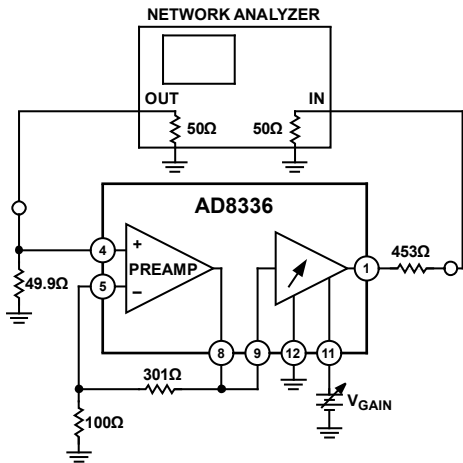 NETWORK ANALYZER
OUT IN
50Ω 50Ω
AD8336
4 + PREAMP 1 453Ω
49.9Ω 5 –
8 9 12 11
301Ω
100Ω VGAIN